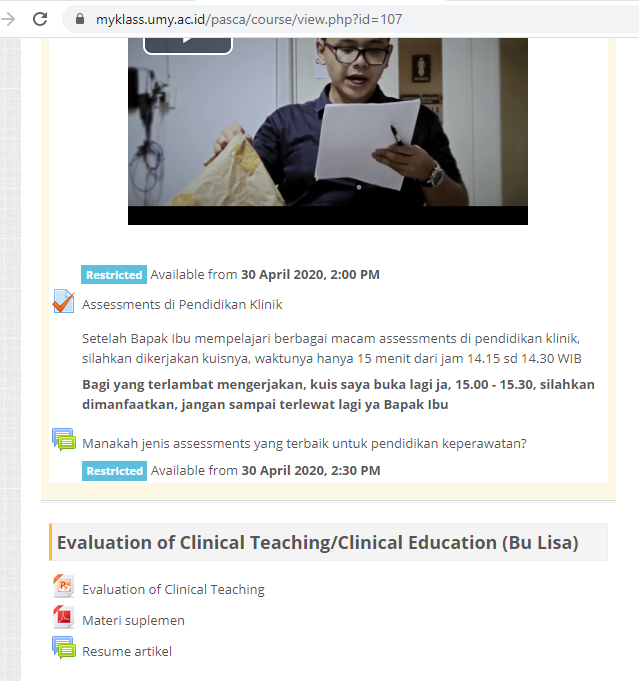 myklass.umy.ac.id/pasca/course/view.php?id=107
Restricted Available from 30 April 2020, 2:00 PM
Assessments di Pendidikan Klinik
Setelah Bapak Ibu mempelajari berbagai macam assessments di pendidikan klinik,
silahkan dikerjakan kuisnya, waktunya hanya 15 menit dari jam 14.15 sd 14.30 WIB
Bagi yang terlambat mengerjakan, kuis saya buka lagi ja, 15.00 - 15.30, silahkan
dimanfaatkan, jangan sampai terlewat lagi ya Bapak Ibu
Manakah jenis assessments yang terbaik untuk pendidikan keperawatan?
Restricted Available from 30 April 2020, 2:30 PM
Evaluation of Clinical Teaching/Clinical Education (Bu Lisa)
Evaluation of Clinical Teaching
Materi suplemen
Resume artikel